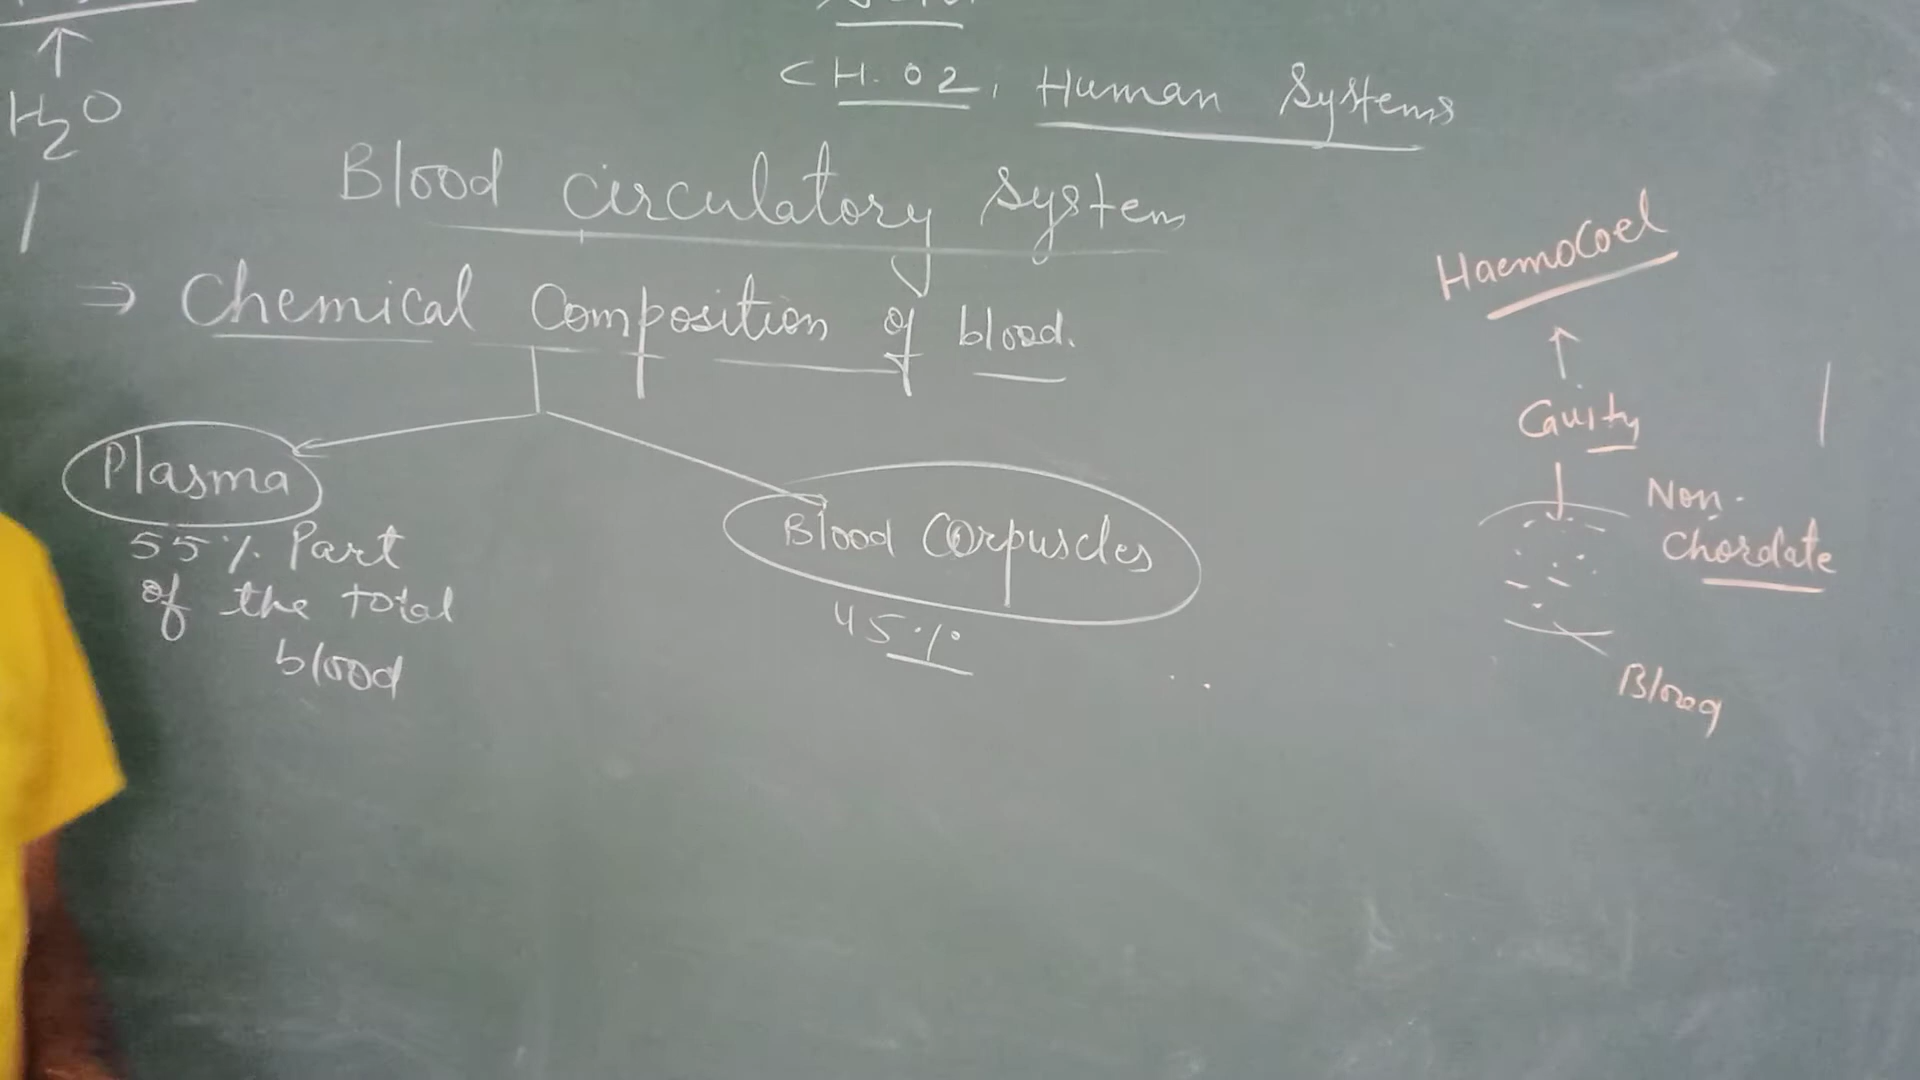 CH.02, Human Systems
H2O
Blood circulatory system
⇒ Chemical Composition of blood.
Plasma
55% Part
of the total
blood
Blood Corpuscles
45%
Haemocoel
↑
Cavity
Non-
Chordate